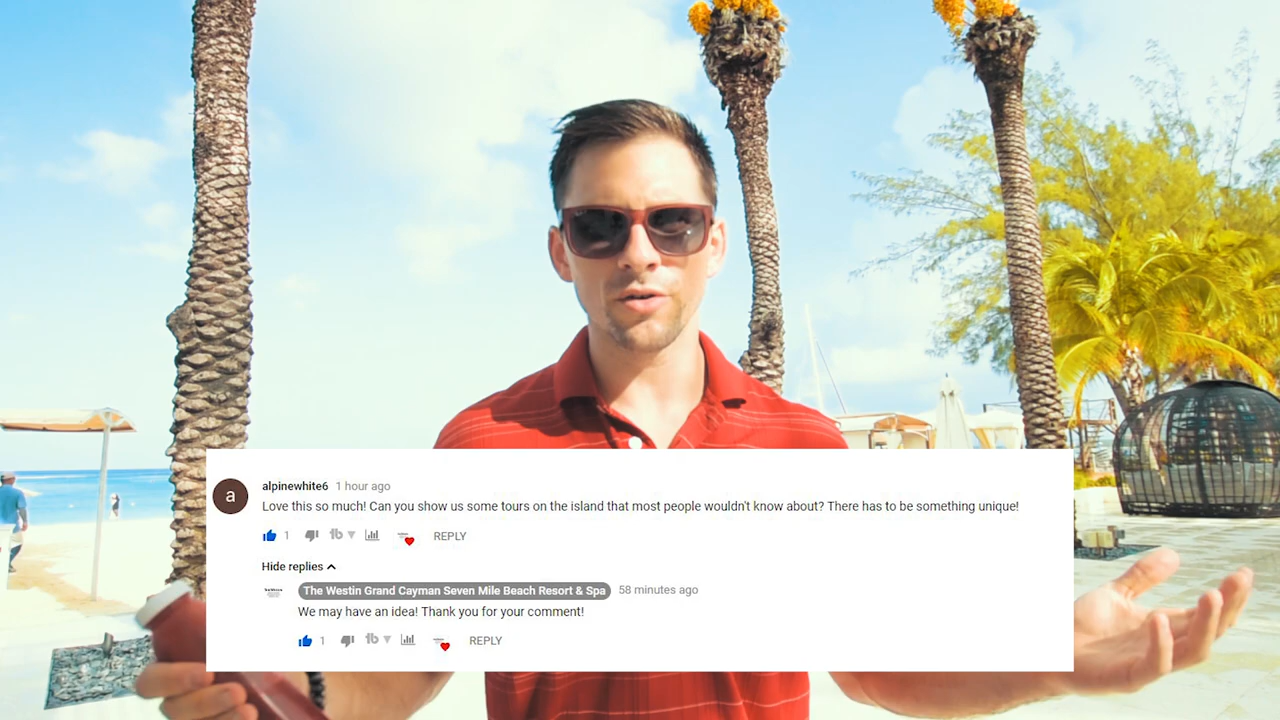 a
alpinewhite6 1 hour ago
Love this so much! Can you show us some tours on the island that most people wouldn't know about? There has to be something unique!
1 REPLY
Hide replies
The Westin Grand Cayman Seven Mile Beach Resort & Spa 58 minutes ago
We may have an idea! Thank you for your comment!
1 REPLY